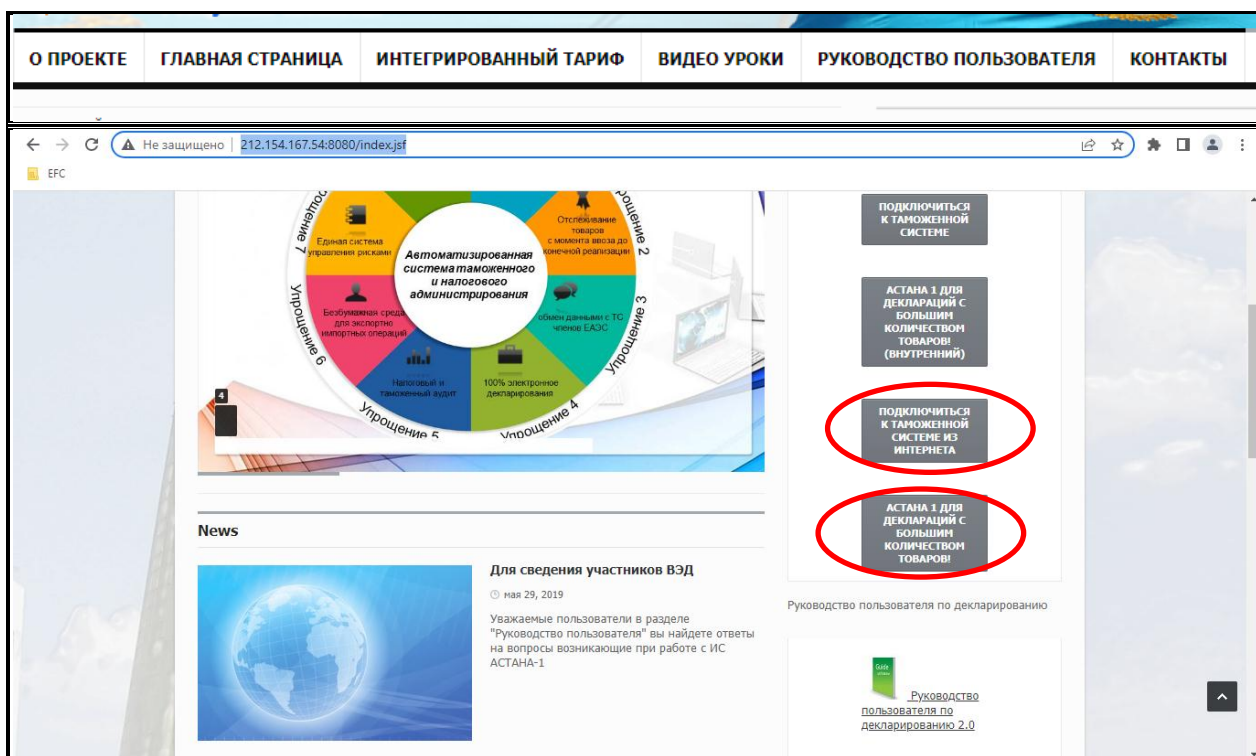 О ПРОЕКТЕ ГЛАВНАЯ СТРАНИЦА ИНТЕГРИРОВАННЫЙ ТАРИФ ВИДЕО УРОКИ РУКОВОДСТВО ПОЛЬЗОВАТЕЛЯ КОНТАКТЫ
Не защищено | 212.154.167.54:8080/index.jsf
EFC
Упрощение 7
Единая система
управления рисками
Упрощение 2
Отслеживание
товаров
с момента ввоза до
конечной реализации
Автоматизированная
система таможенного
и налогового
администрирования
Упрощение 6
Безбумажная среда
для экспортно
импортных операций
Упрощение 3
обмен данными с ТС
членов ЕАЭС
Налоговый и
таможенный аудит
100% электронное
декларирования
Упрощение 5
Упрощение 4
4
ПОДКЛЮЧИТЬСЯ
К ТАМОЖЕННОЙ
СИСТЕМЕ
АСТАНА 1 ДЛЯ
ДЕКЛАРАЦИЙ С
БОЛЬШИМ
КОЛИЧЕСТВОМ
ТОВАРОВ!
(ВНУТРЕННИЙ)
ПОДКЛЮЧИТЬСЯ
К ТАМОЖЕННОЙ
СИСТЕМЕ ИЗ
ИНТЕРНЕТА
АСТАНА 1 ДЛЯ
ДЕКЛАРАЦИЙ С
БОЛЬШИМ
КОЛИЧЕСТВОМ
ТОВАРОВ!
News
Для сведения участников ВЭД
мая 29, 2019
Уважаемые пользователи в разделе
"Руководство пользователя" вы найдете ответы
на вопросы возникающие при работе с ИС
АСТАНА-1
Руководство пользователя по декларированию
Guide
Руководство
пользователя по
декларированию 2.0